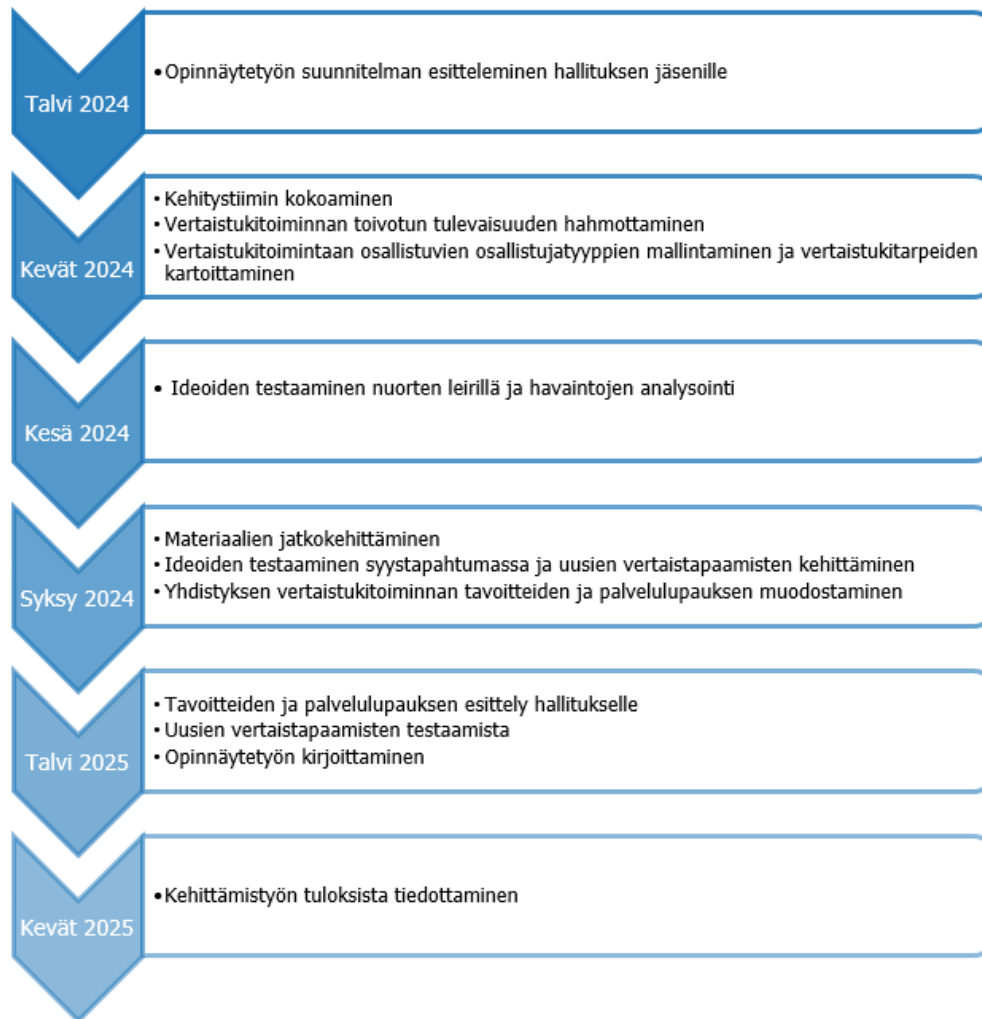 Talvi 2024
• Opinnäytetyön suunnitelman esitteleminen hallituksen jäsenille
Kevät 2024
• Kehitystiimin kokoaminen
• Vertaistukitoiminnan toivotun tulevaisuuden hahmottaminen
• Vertaistukitoimintaan osallistuvien osallistujatyyppien mallintaminen ja vertaistukitarpeiden
kartoittaminen
Kesä 2024
• Ideoiden testaaminen nuorten leirillä ja havaintojen analysointi
Syksy 2024
• Materiaalien jatkokehittäminen
• Ideoiden testaaminen syystapahtumassa ja uusien vertaistapaamisten kehittäminen
• Yhdistyksen vertaistukitoiminnan tavoitteiden ja palvelulupauksen muodostaminen
Talvi 2025
• Tavoitteiden ja palvelulupauksen esittely hallitukselle
• Uusien vertaistapaamisten testaamista
• Opinnäytetyön kirjoittaminen
Kevät 2025
• Kehittämistyön tuloksista tiedottaminen